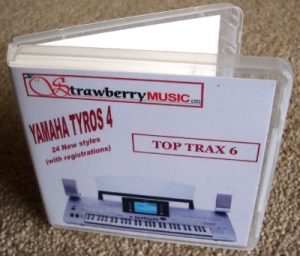 StrawberryMUSIC LTD
YAMAHA TYROS 4
24 New styles
(with registrations)
TOP TRAX 6